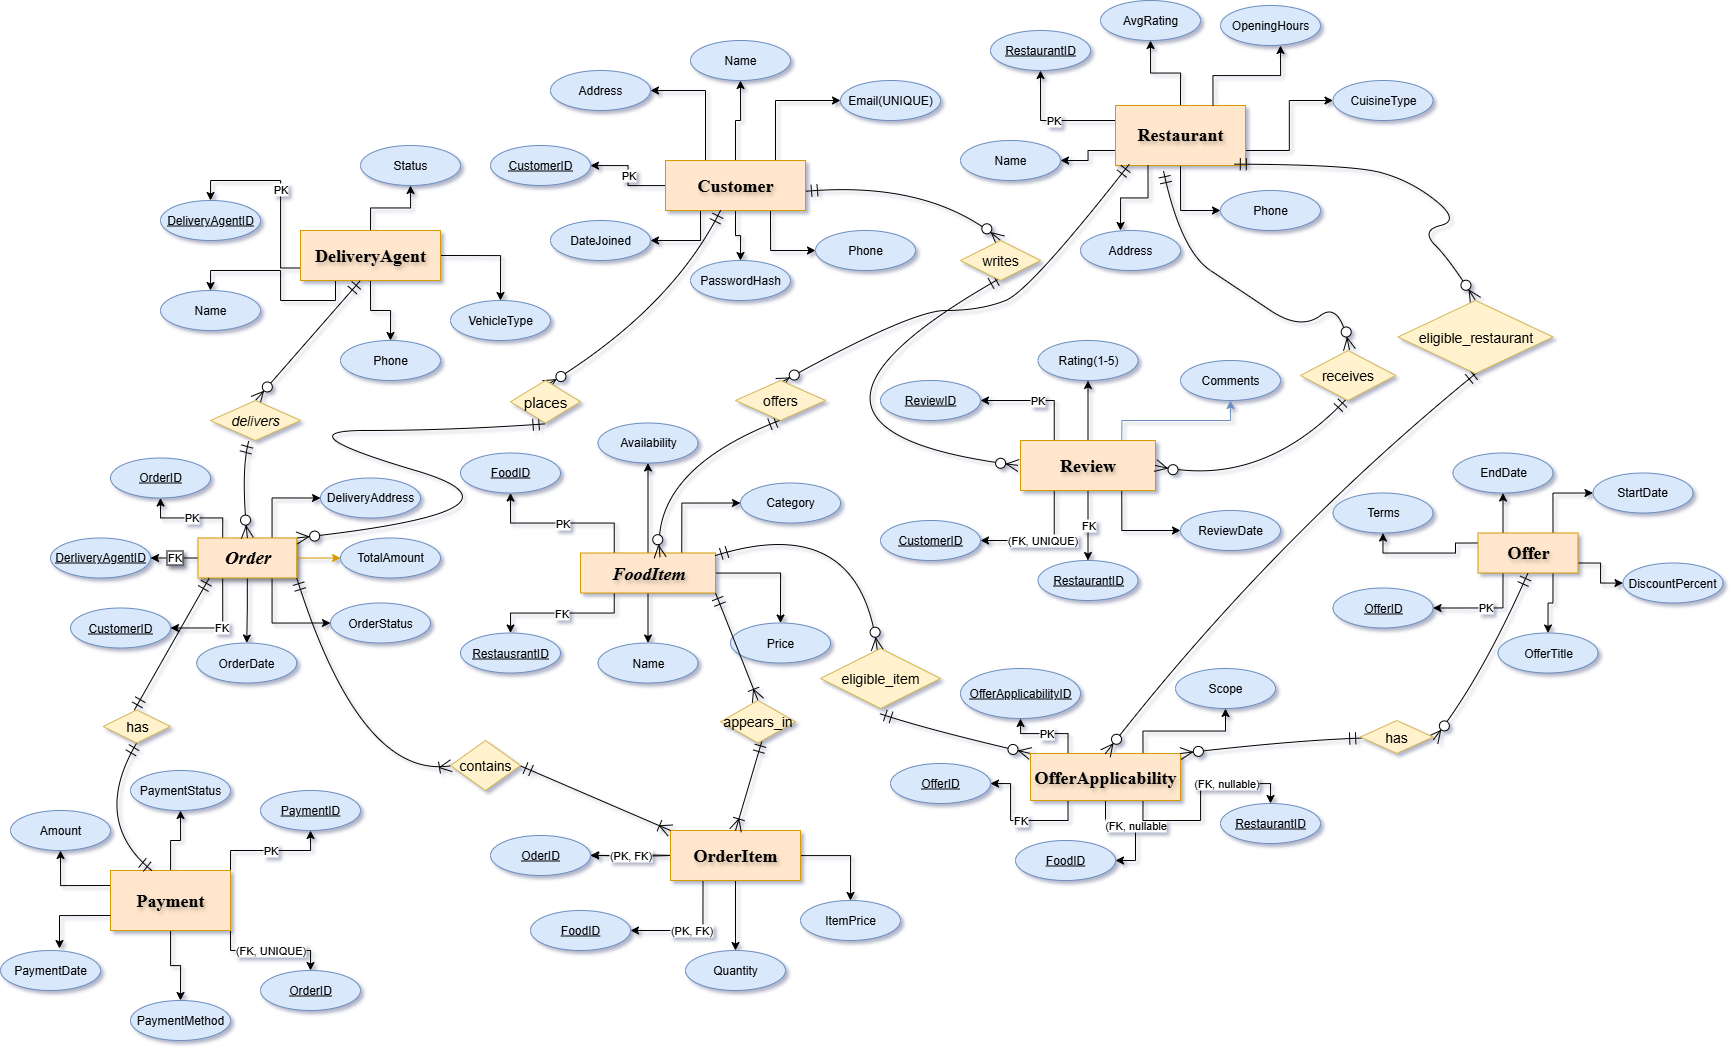 AvgRating
OpeningHours
RestaurantID
Name
Address
Email(UNIQUE)
CuisineType
PK
Restaurant
Status
CustomerID
PK
Customer
Name
PK
DeliveryAgentID
DateJoined
Phone
PasswordHash
Phone
Address
writes
DeliveryAgent
Name
VehicleType
Phone
eligible_restaurant
Rating(1-5)
Comments
receives
ReviewID
PK
places
offers
delivers
Availability
Review
FoodID
Category
EndDate
StartDate
Terms
OrderID
PK
DeliveryAddress
PK
FK
ReviewDate
CustomerID
(FK, UNIQUE)
RestaurantID
DerliveryAgentID
FK
Order
TotalAmount
FoodItem
Offer
DiscountPercent
CustomerID
FK
OrderStatus
FK
OfferID
PK
OrderDate
RestausrantID
Name
Price
OfferTitle
eligible_item
OfferApplicabilityID
Scope
has
appears_in
PK
has
contains
OfferApplicability
PaymentStatus
OfferID
(FK, nullable)
PaymentID
Amount
FK
(FK, nullable
RestaurantID
PK
OderID
(PK, FK)
OrderItem
FoodID
Payment
FoodID
(PK, FK)
ItemPrice
(FK, UNIQUE)
PaymentDate
Quantity
OrderID
PaymentMethod